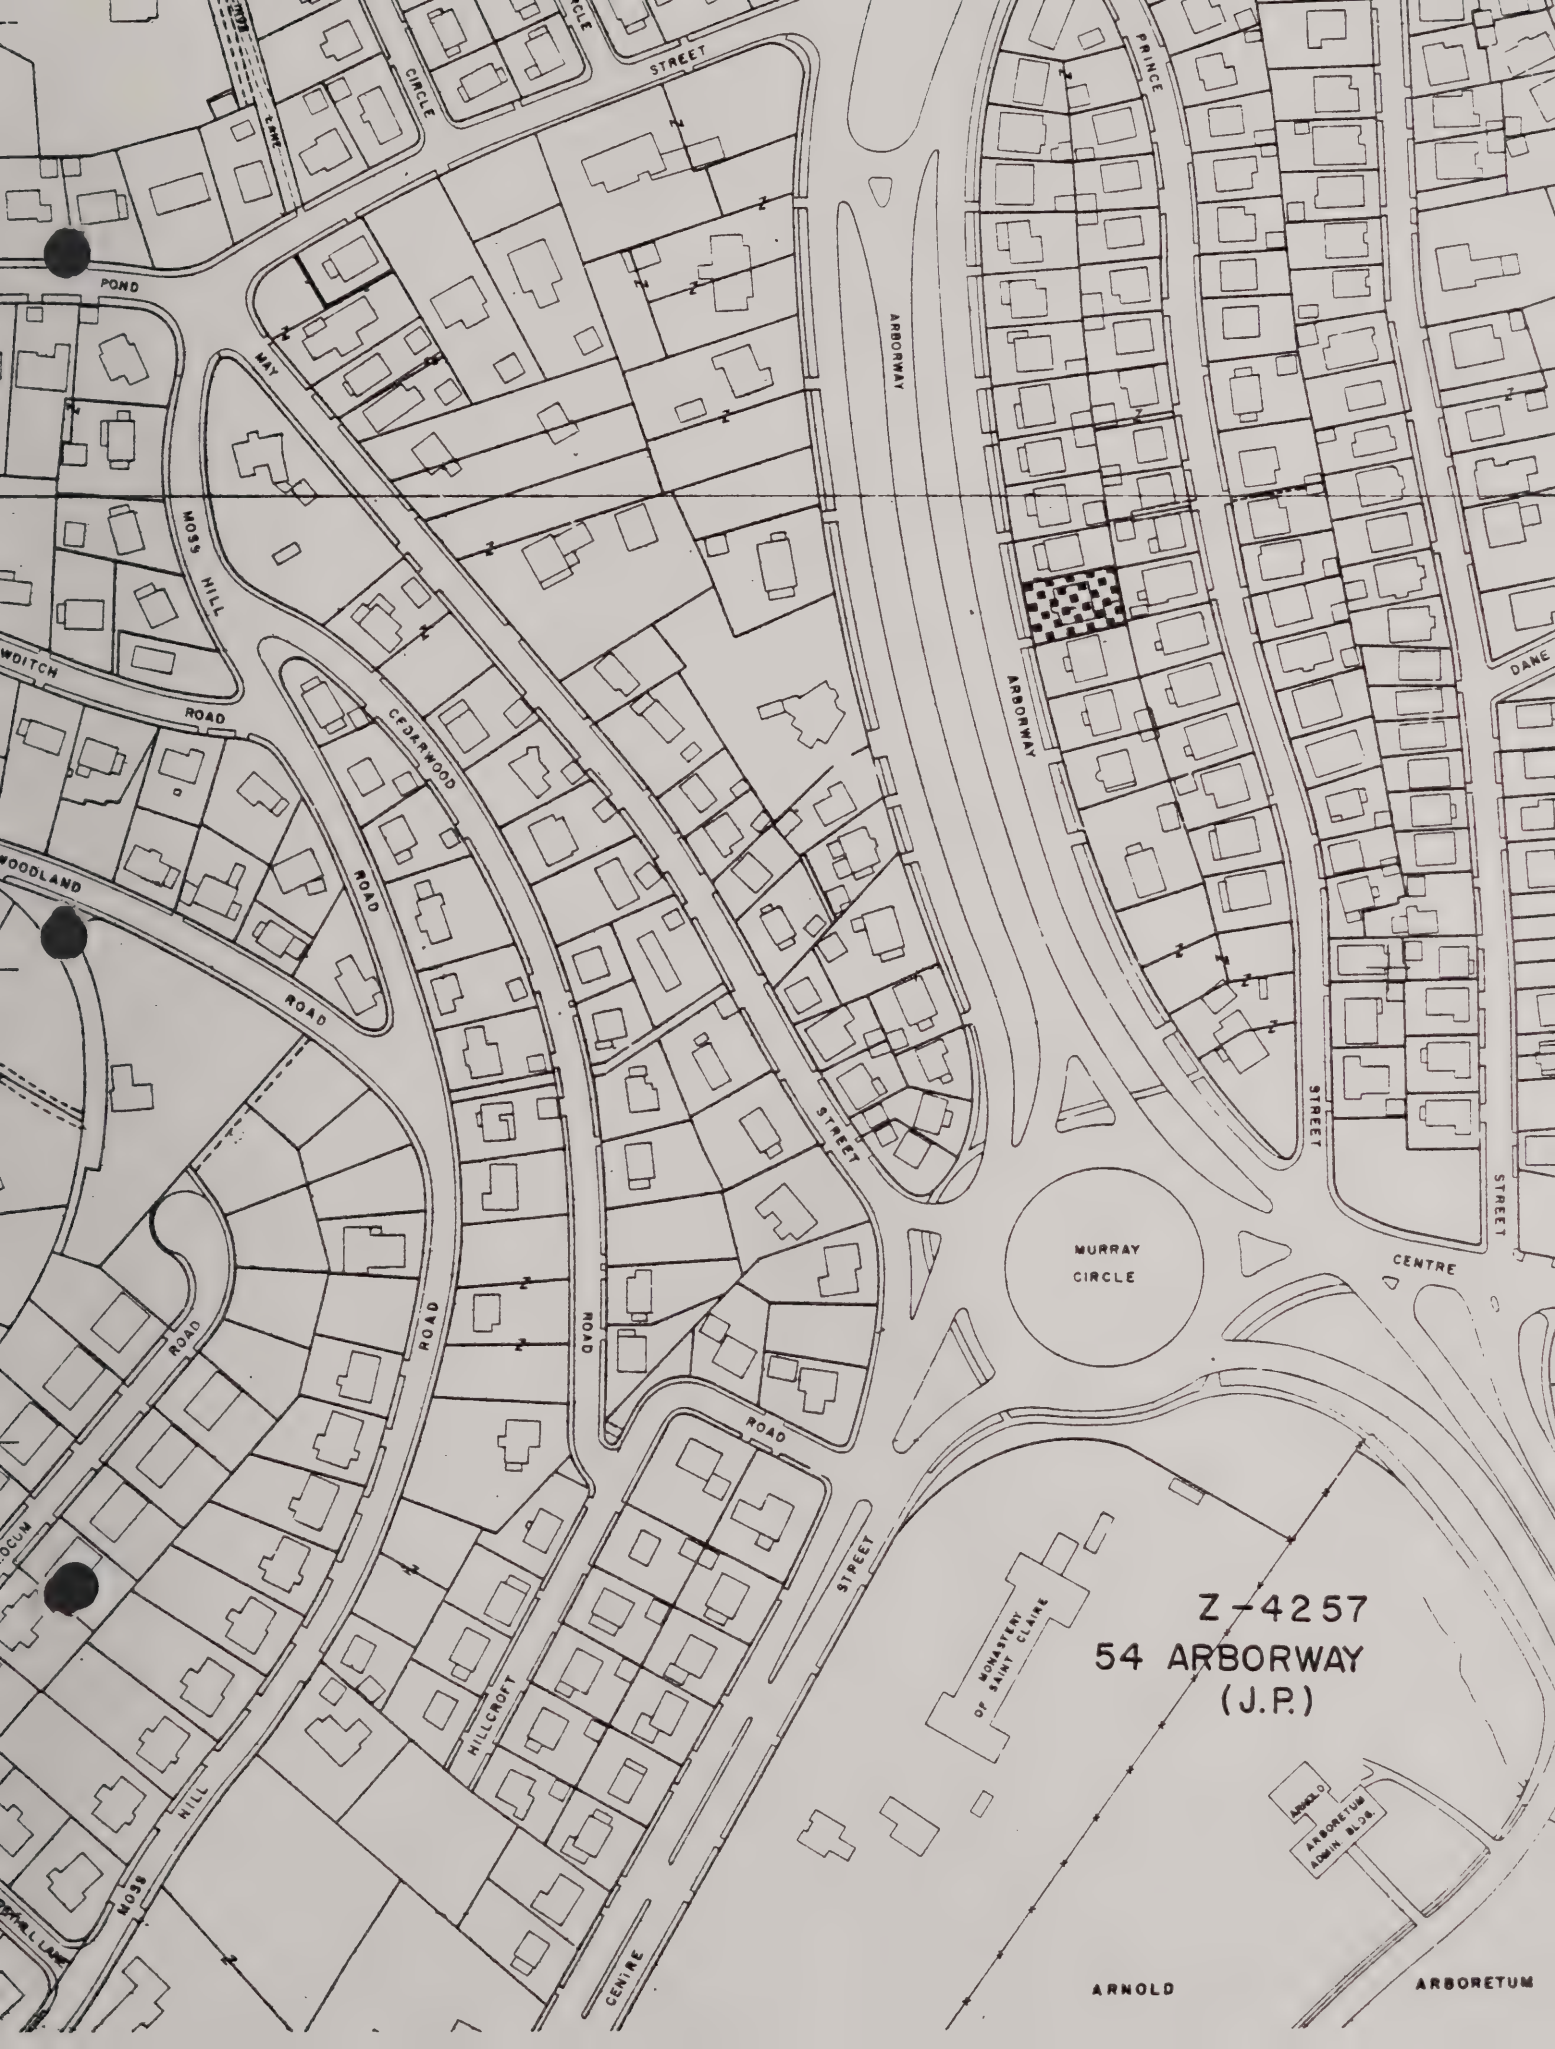 CIRCLE
STREET
PRINCE
LANE
POND
MAY
ARBORWAY
MOSS
HILL
ROAD
CEDARWOOD
ARBORWAY
DANE
WOODLAND
ROAD
ROAD
STREET
STREET
STREET
MURRAY
CIRCLE
CENTRE
ROAD
ROAD
ROAD
ROAD
STREET
MONASTERY
OF SAINT CLAIRE
Z-4257
54 ARBORWAY
(J.P.)
HILLCROFT
HILL
MOSS
ARNOLD
ARBORETUM
ADMIN. BLDG.
CENTRE
ARNOLD ARBORETUM